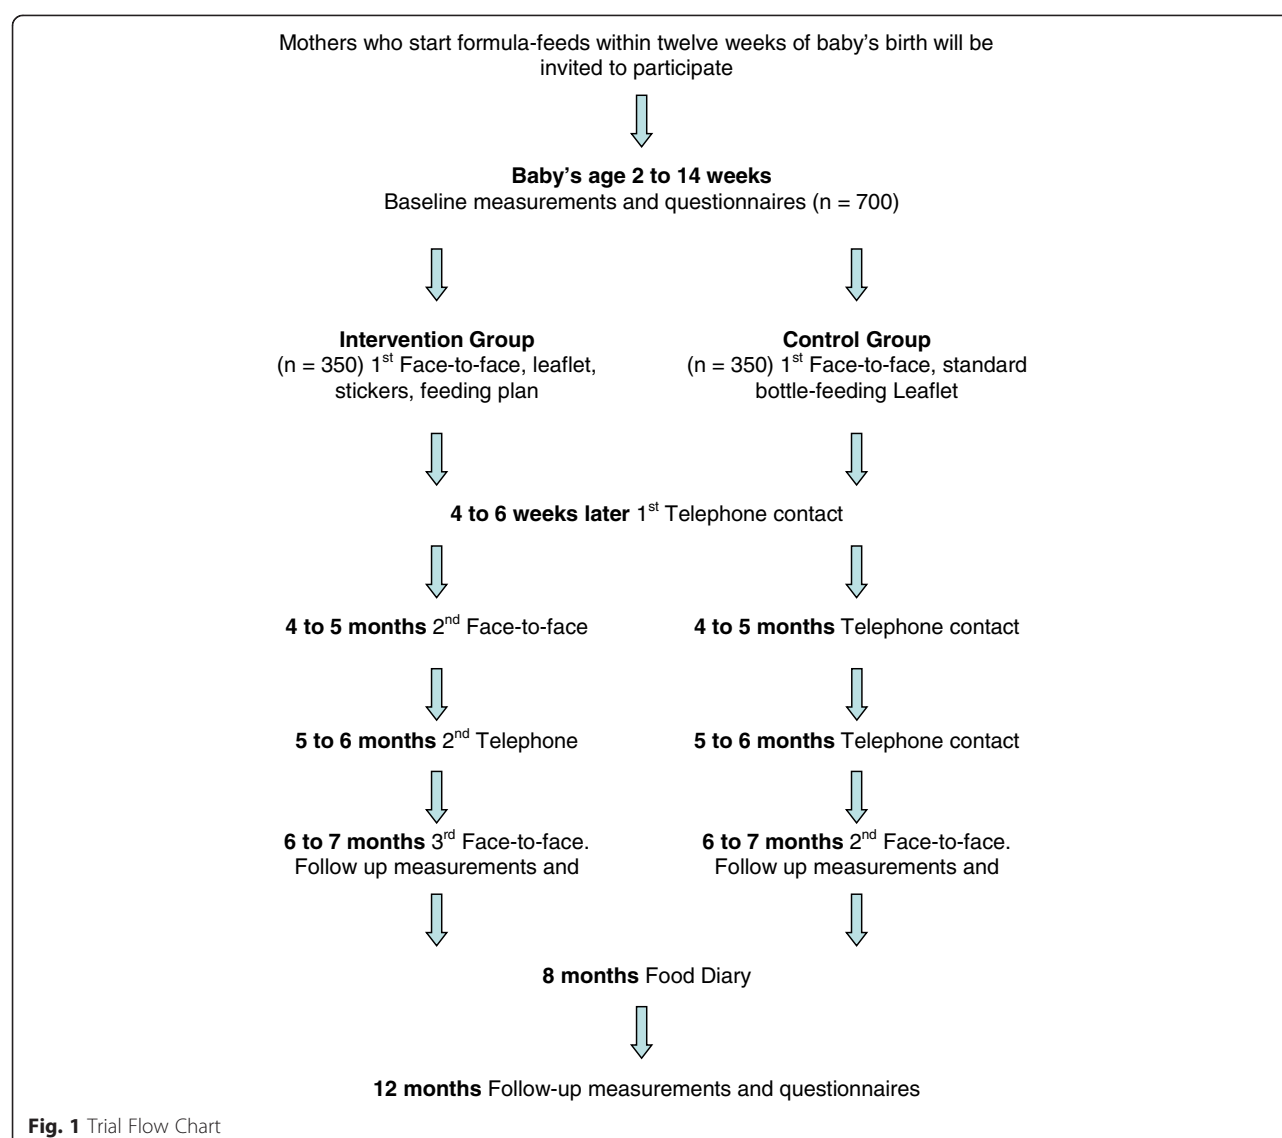 Mothers who start formula-feeds within twelve weeks of baby's birth will be
invited to participate
Baby's age 2 to 14 weeks
Baseline measurements and questionnaires (n = 700)
Intervention Group
(n = 350) 1st Face-to-face, leaflet,
stickers, feeding plan
Control Group
(n = 350) 1st Face-to-face, standard
bottle-feeding Leaflet
4 to 6 weeks later 1st Telephone contact
4 to 5 months 2nd Face-to-face
4 to 5 months Telephone contact
5 to 6 months 2nd Telephone
5 to 6 months Telephone contact
6 to 7 months 3rd Face-to-face.
Follow up measurements and
6 to 7 months 2nd Face-to-face.
Follow up measurements and
8 months Food Diary
12 months Follow-up measurements and questionnaires
Fig. 1 Trial Flow Chart